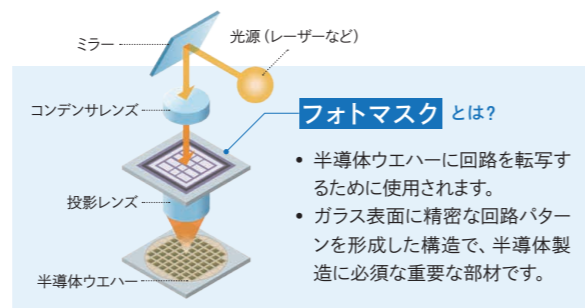 ミラー
光源（レーザーなど）
コンデンサレンズ
フォトマスク とは?
・ 半導体ウエハーに回路を転写す
るために使用されます。
投影レンズ
・ ガラス表面に精密な回路パター
ンを形成した構造で、半導体製
造に必須な重要な部材です。
半導体ウエハー